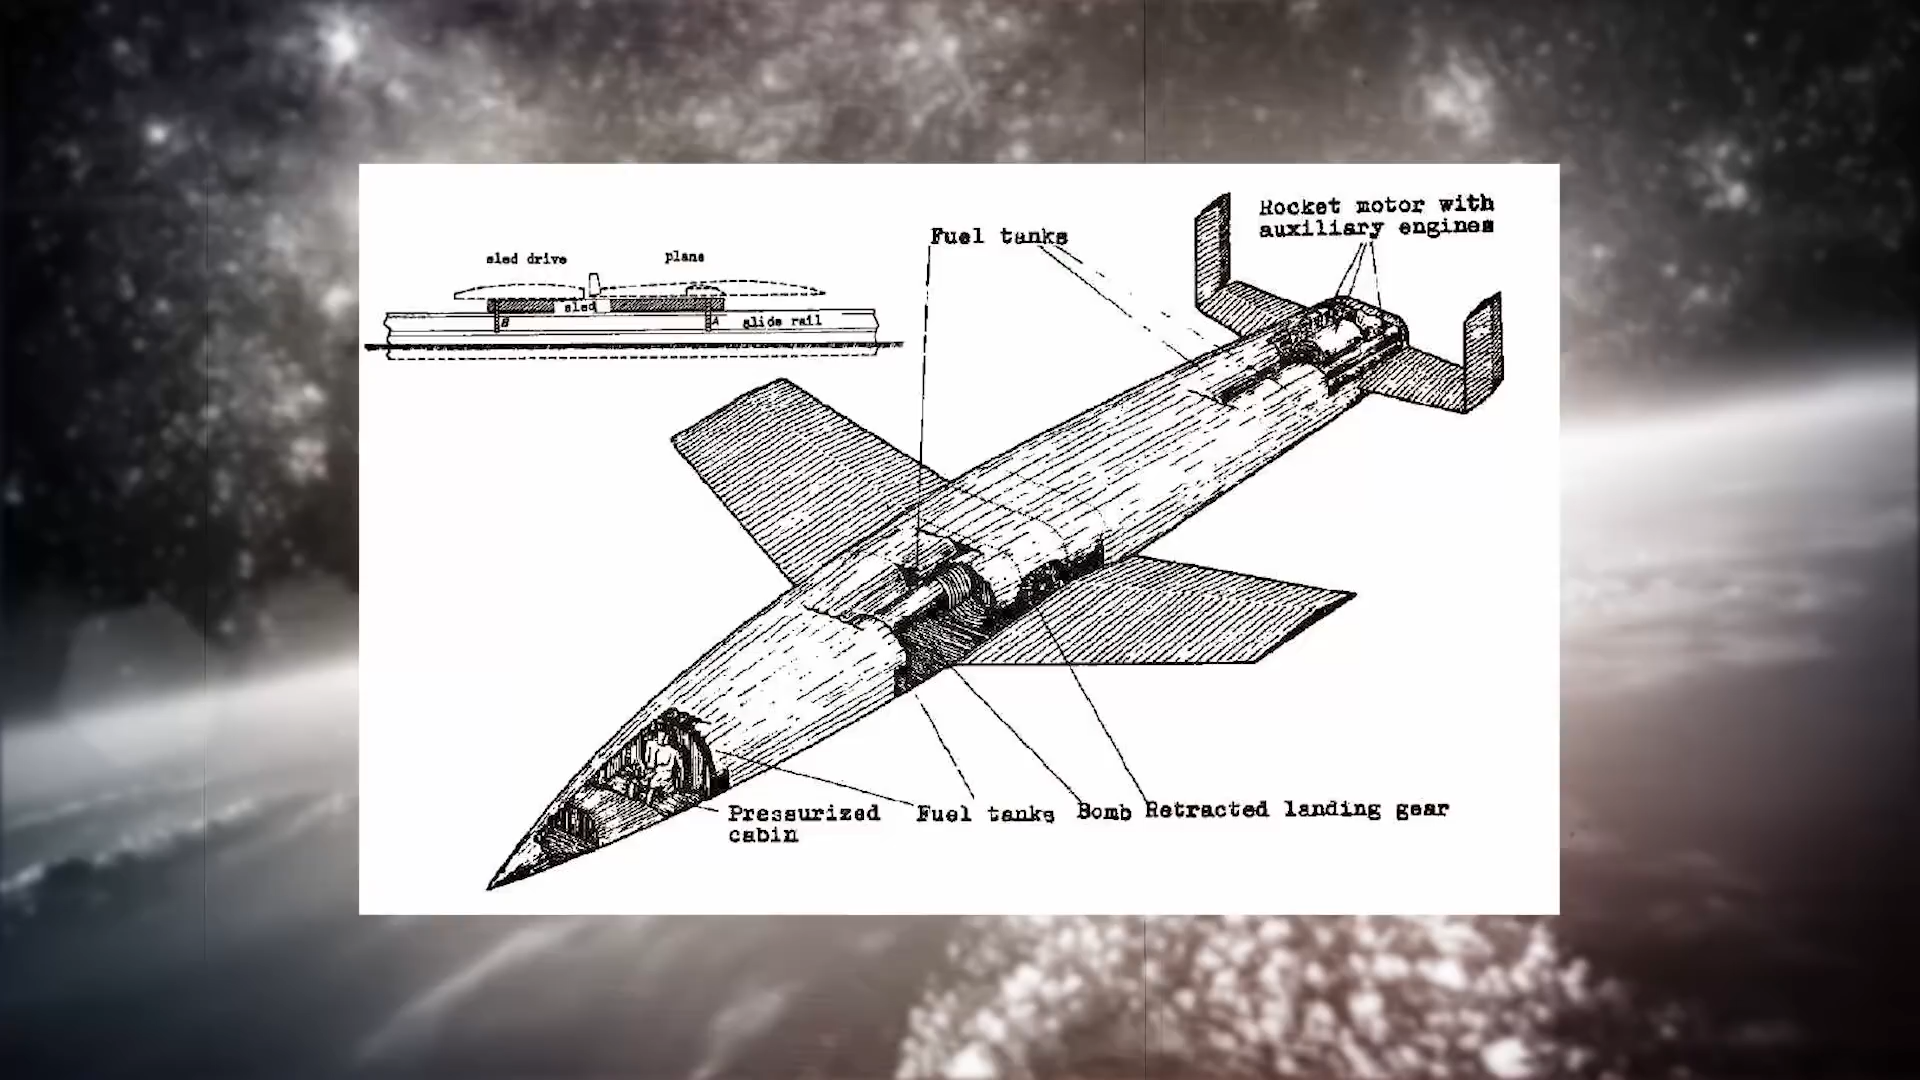 sled drive
plane
sled
B
A
slide rail
Fuel tanks
Rocket motor with
auxiliary engines
Pressurized
cabin
Fuel tanks
Bomb
Retracted landing gear